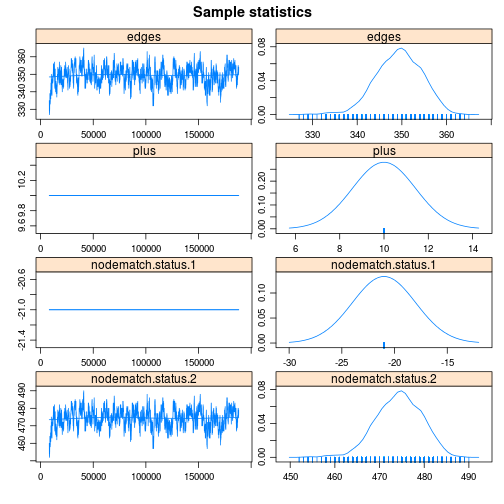 Sample statistics
edges
edges
330 340 350 360
0.00 0.04 0.08
0 50000 100000 150000
330 340 350 360
plus
plus
9.6 9.8 10.2
0.00 0.10 0.20
0 50000 100000 150000
6 8 10 12 14
nodematch.status.1
nodematch.status.1
-21.4 -21.0 -20.6
0.00 0.05 0.10
0 50000 100000 150000
-30 -25 -20 -15
nodematch.status.2
nodematch.status.2
460 470 480 490
0.00 0.04 0.08
0 50000 100000 150000
450 460 470 480 490